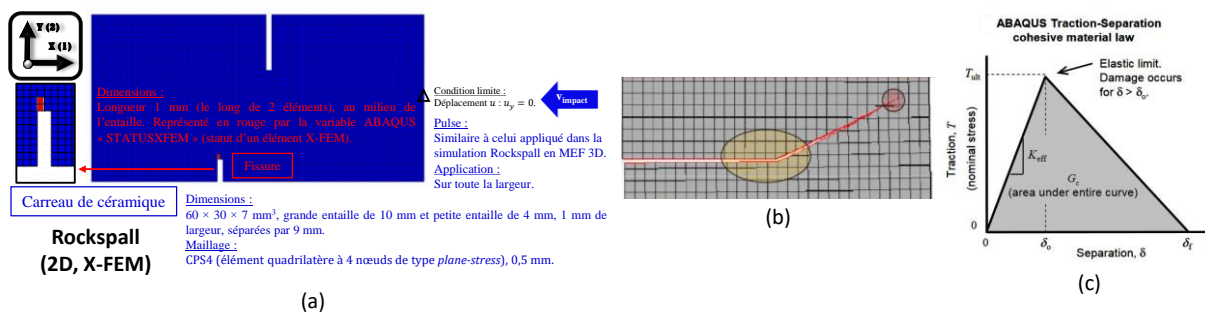 Y (2)
X (1)
Dimensions :
Longueur 1 mm (le long de 2 éléments), au milieu de
l'entaille. Représenté en rouge par la variable ABAQUS
« STATUSXFEM » (statut d'un élément X-FEM).
Fissure
Condition limite :
Déplacement u : u_y = 0.
v_impact
Pulse :
Similaire à celui appliqué dans la
simulation Rockspall en MEF 3D.
Application :
Sur toute la largeur.
Carreau de céramique
Rockspall
(2D, X-FEM)
Dimensions :
60 × 30 × 7 mm³, grande entaille de 10 mm et petite entaille de 4 mm, 1 mm de
largeur, séparées par 9 mm.
Maillage :
CPS4 (élément quadrilatère à 4 nœuds de type plane-stress), 0,5 mm.
(a)
(b)
ABAQUS Traction-Separation
cohesive material law
T_ult
Elastic limit.
Damage occurs
for δ > δ_o.
Traction, T
(nominal stress)
K_eff
G_c
(area under entire curve)
0
0
δ_o
δ_f
Separation, δ
(c)